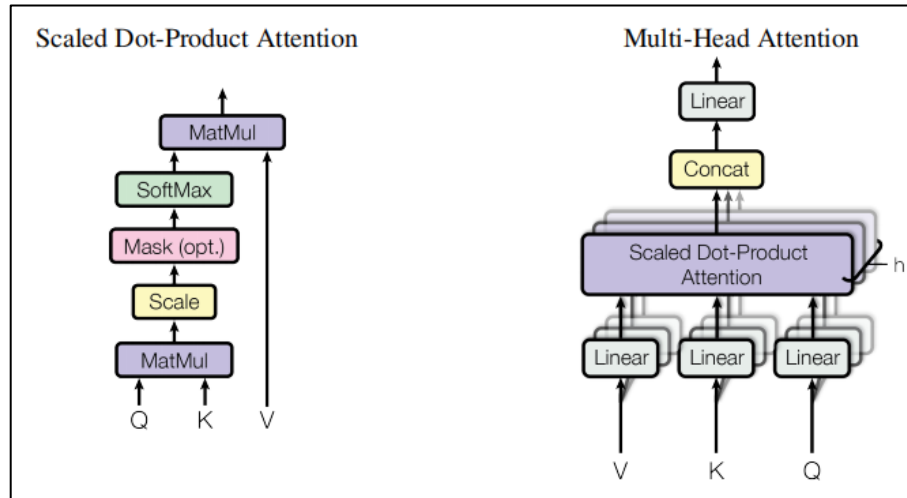 Scaled Dot-Product Attention
MatMul
SoftMax
Mask (opt.)
Scale
MatMul
Q K V
Multi-Head Attention
Linear
Concat
Scaled Dot-Product
Attention
h
Linear Linear Linear
V K Q